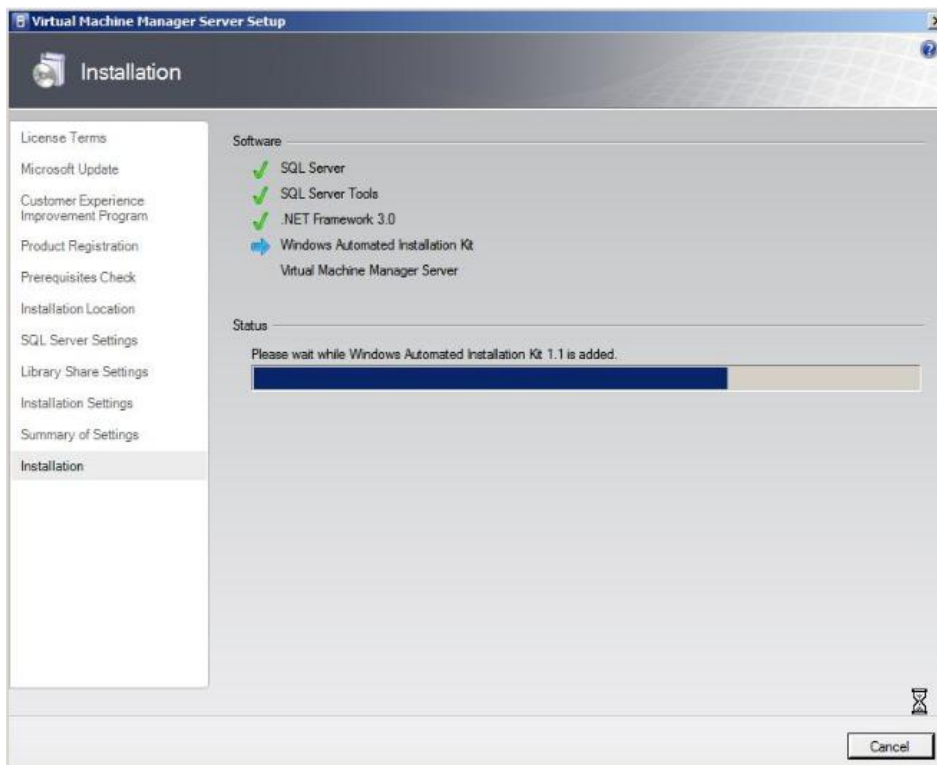 Virtual Machine Manager Server Setup
Installation
License Terms
Microsoft Update
Customer Experience
Improvement Program
Product Registration
Prerequisites Check
Installation Location
SQL Server Settings
Library Share Settings
Installation Settings
Summary of Settings
Installation
Software
SQL Server
SQL Server Tools
.NET Framework 3.0
Windows Automated Installation Kit
Virtual Machine Manager Server
Status
Please wait while Windows Automated Installation Kit 1.1 is added.
Cancel